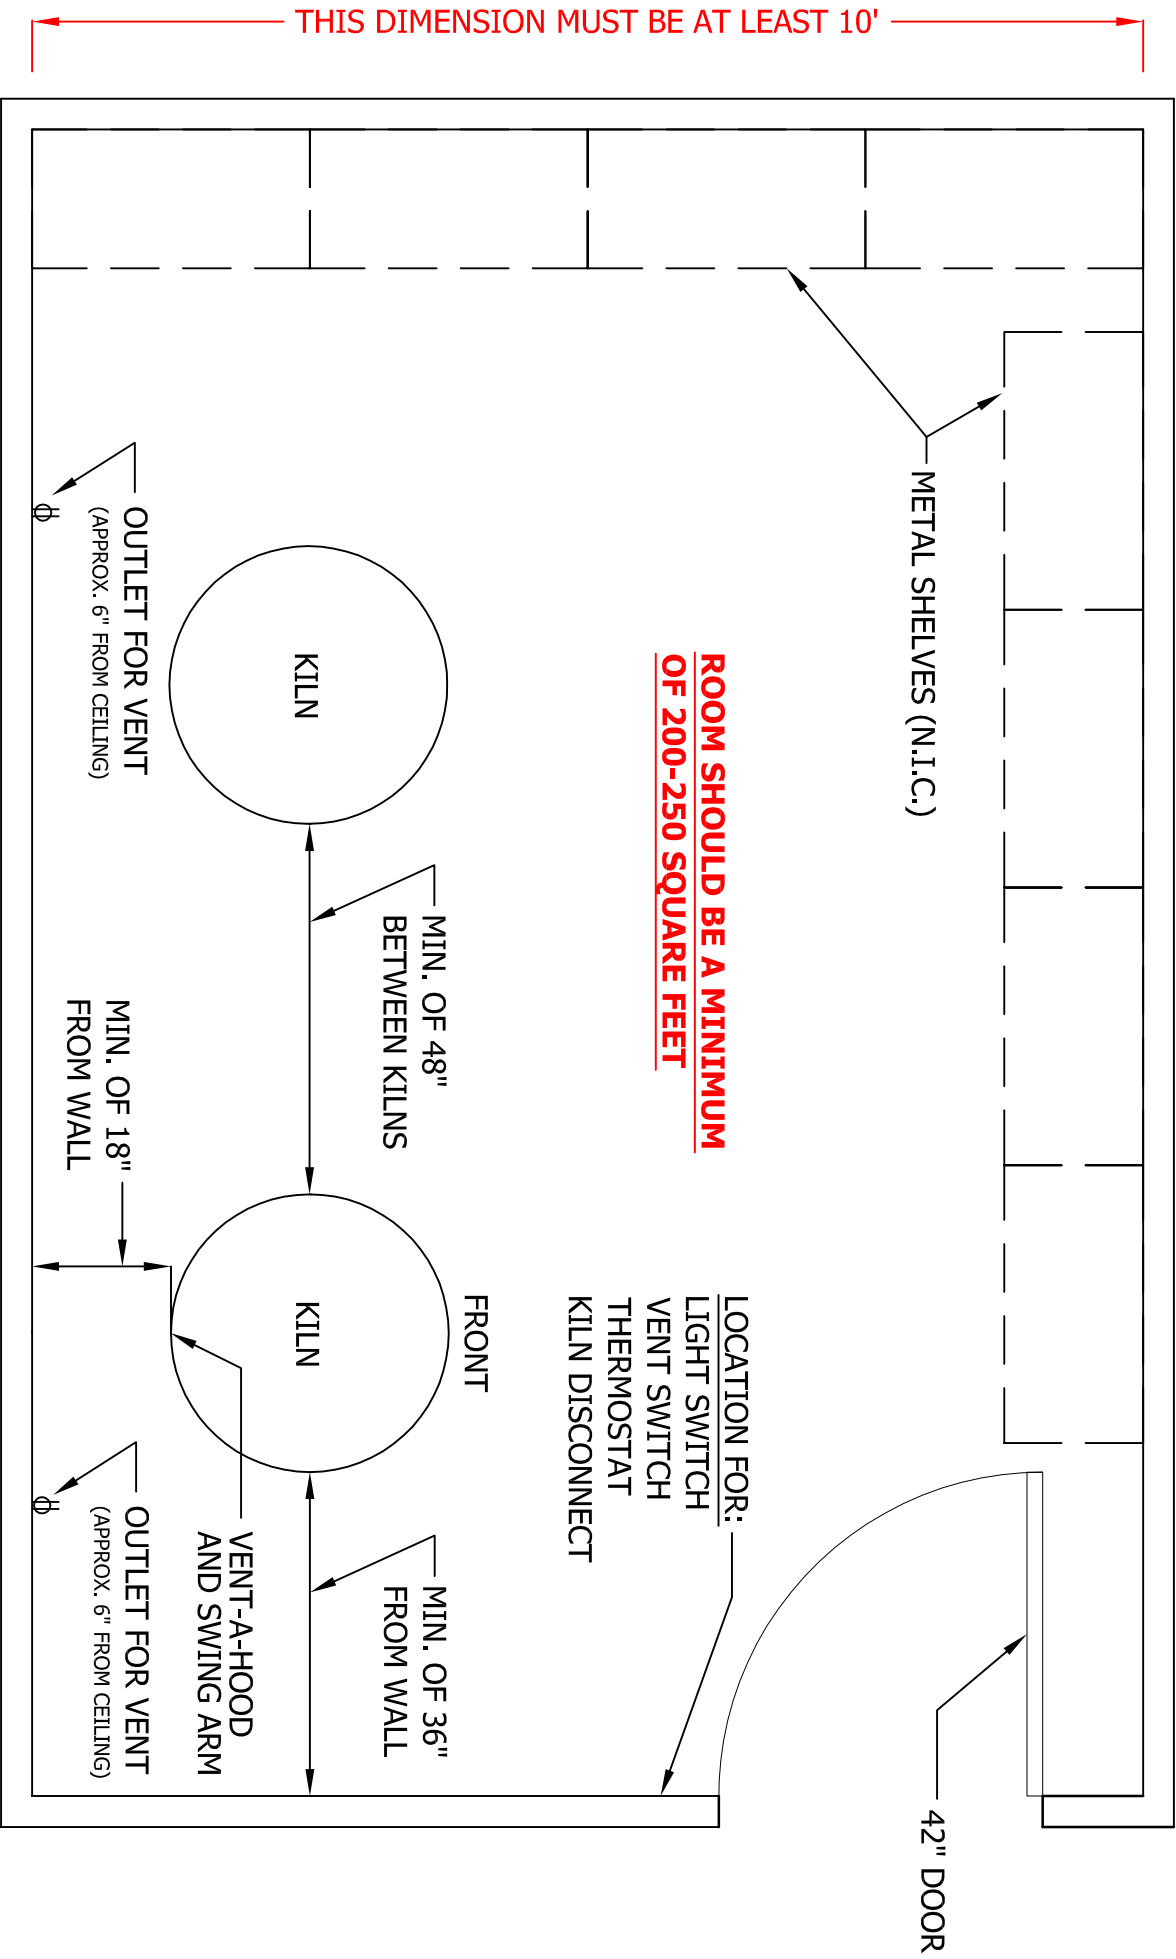 THIS DIMENSION MUST BE AT LEAST 10'
METAL SHELVES (N.I.C.)
42" DOOR
ROOM SHOULD BE A MINIMUM
OF 200-250 SQUARE FEET
LOCATION FOR:
LIGHT SWITCH
VENT SWITCH
THERMOSTAT
KILN DISCONNECT
FRONT
MIN. OF 48"
BETWEEN KILNS
MIN. OF 36"
FROM WALL
KILN
KILN
VENT-A-HOOD
AND SWING ARM
OUTLET FOR VENT
(APPROX. 6" FROM CEILING)
MIN. OF 18"
FROM WALL
OUTLET FOR VENT
(APPROX. 6" FROM CEILING)